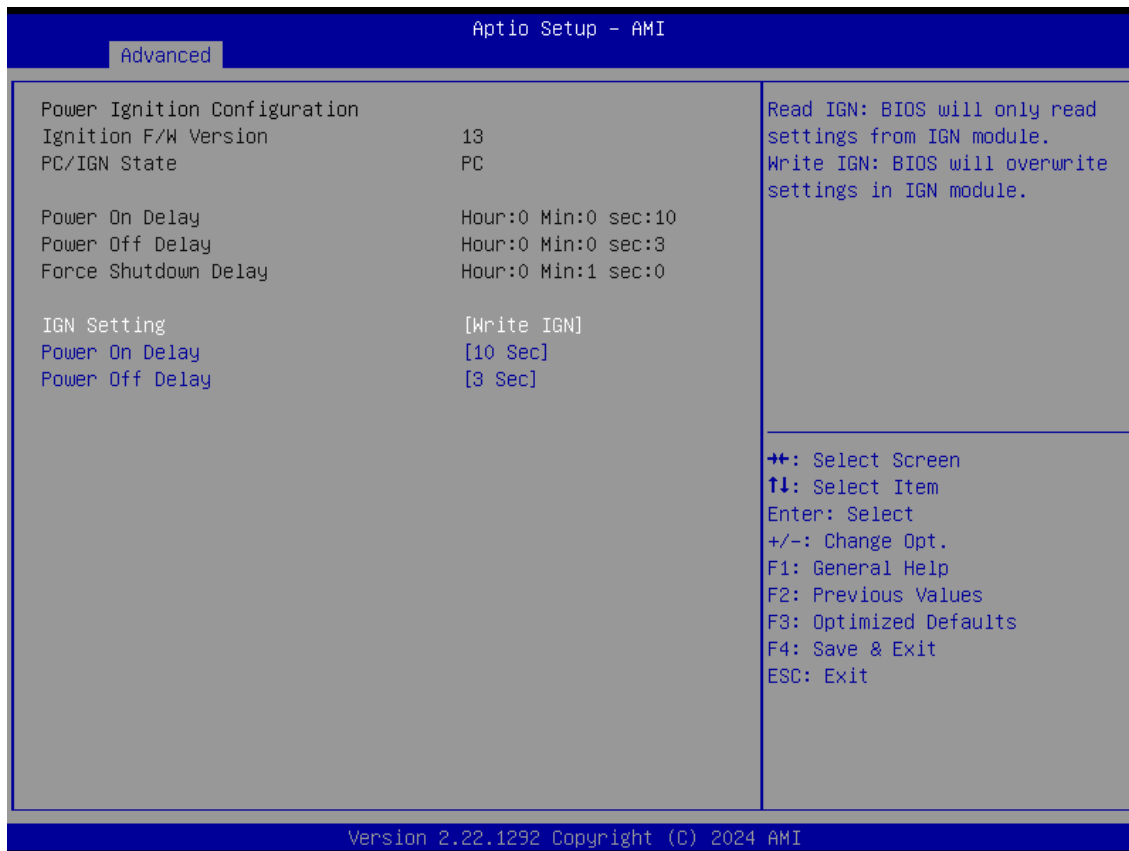 Aptio Setup - AMI
Advanced
Power Ignition Configuration
Ignition F/W Version 13
PC/IGN State PC
Power On Delay Hour:0 Min:0 sec:10
Power Off Delay Hour:0 Min:0 sec:3
Force Shutdown Delay Hour:0 Min:1 sec:0
IGN Setting [Write IGN]
Power On Delay [10 Sec]
Power Off Delay [3 Sec]
Read IGN: BIOS will only read
settings from IGN module.
Write IGN: BIOS will overwrite
settings in IGN module.
→←: Select Screen
↑↓: Select Item
Enter: Select
+/-: Change Opt.
F1: General Help
F2: Previous Values
F3: Optimized Defaults
F4: Save & Exit
ESC: Exit
Version 2.22.1292 Copyright (C) 2024 AMI